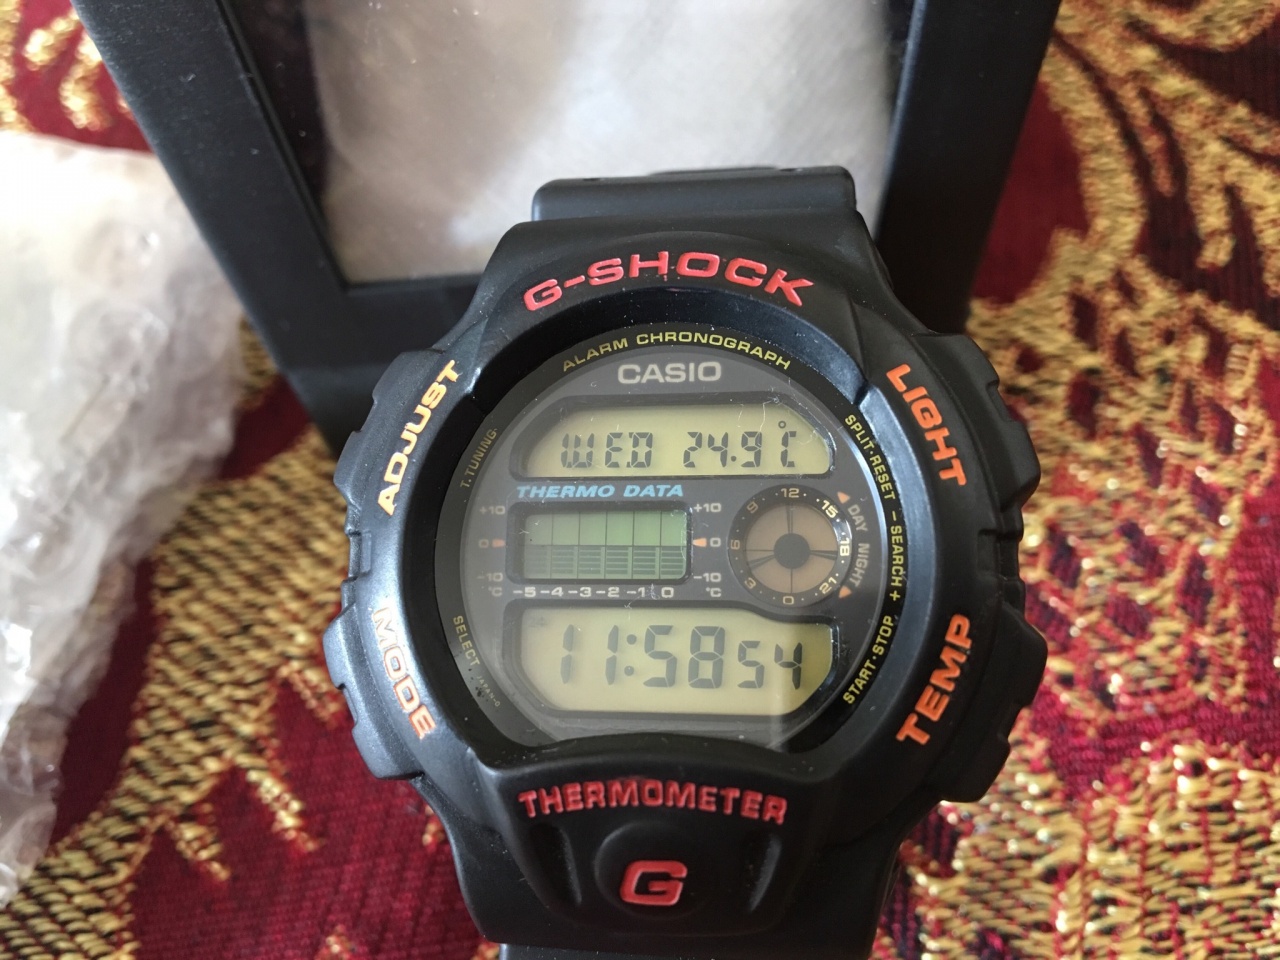 G-SHOCK
ALARM CHRONOGRAPH
CASIO
ADJUST
LIGHT
T.TUNING
SPLIT·RESET
WED 24.9°C
THERMO DATA
+10 +10
0 0
-10 -10
°C -5 -4 -3 -2 -1 0 °C
12
9 15
6 18
3 21
0
DAY NIGHT
- SEARCH +
11:58 54
SELECT
START·STOP
MODE
TEMP
THERMOMETER
G